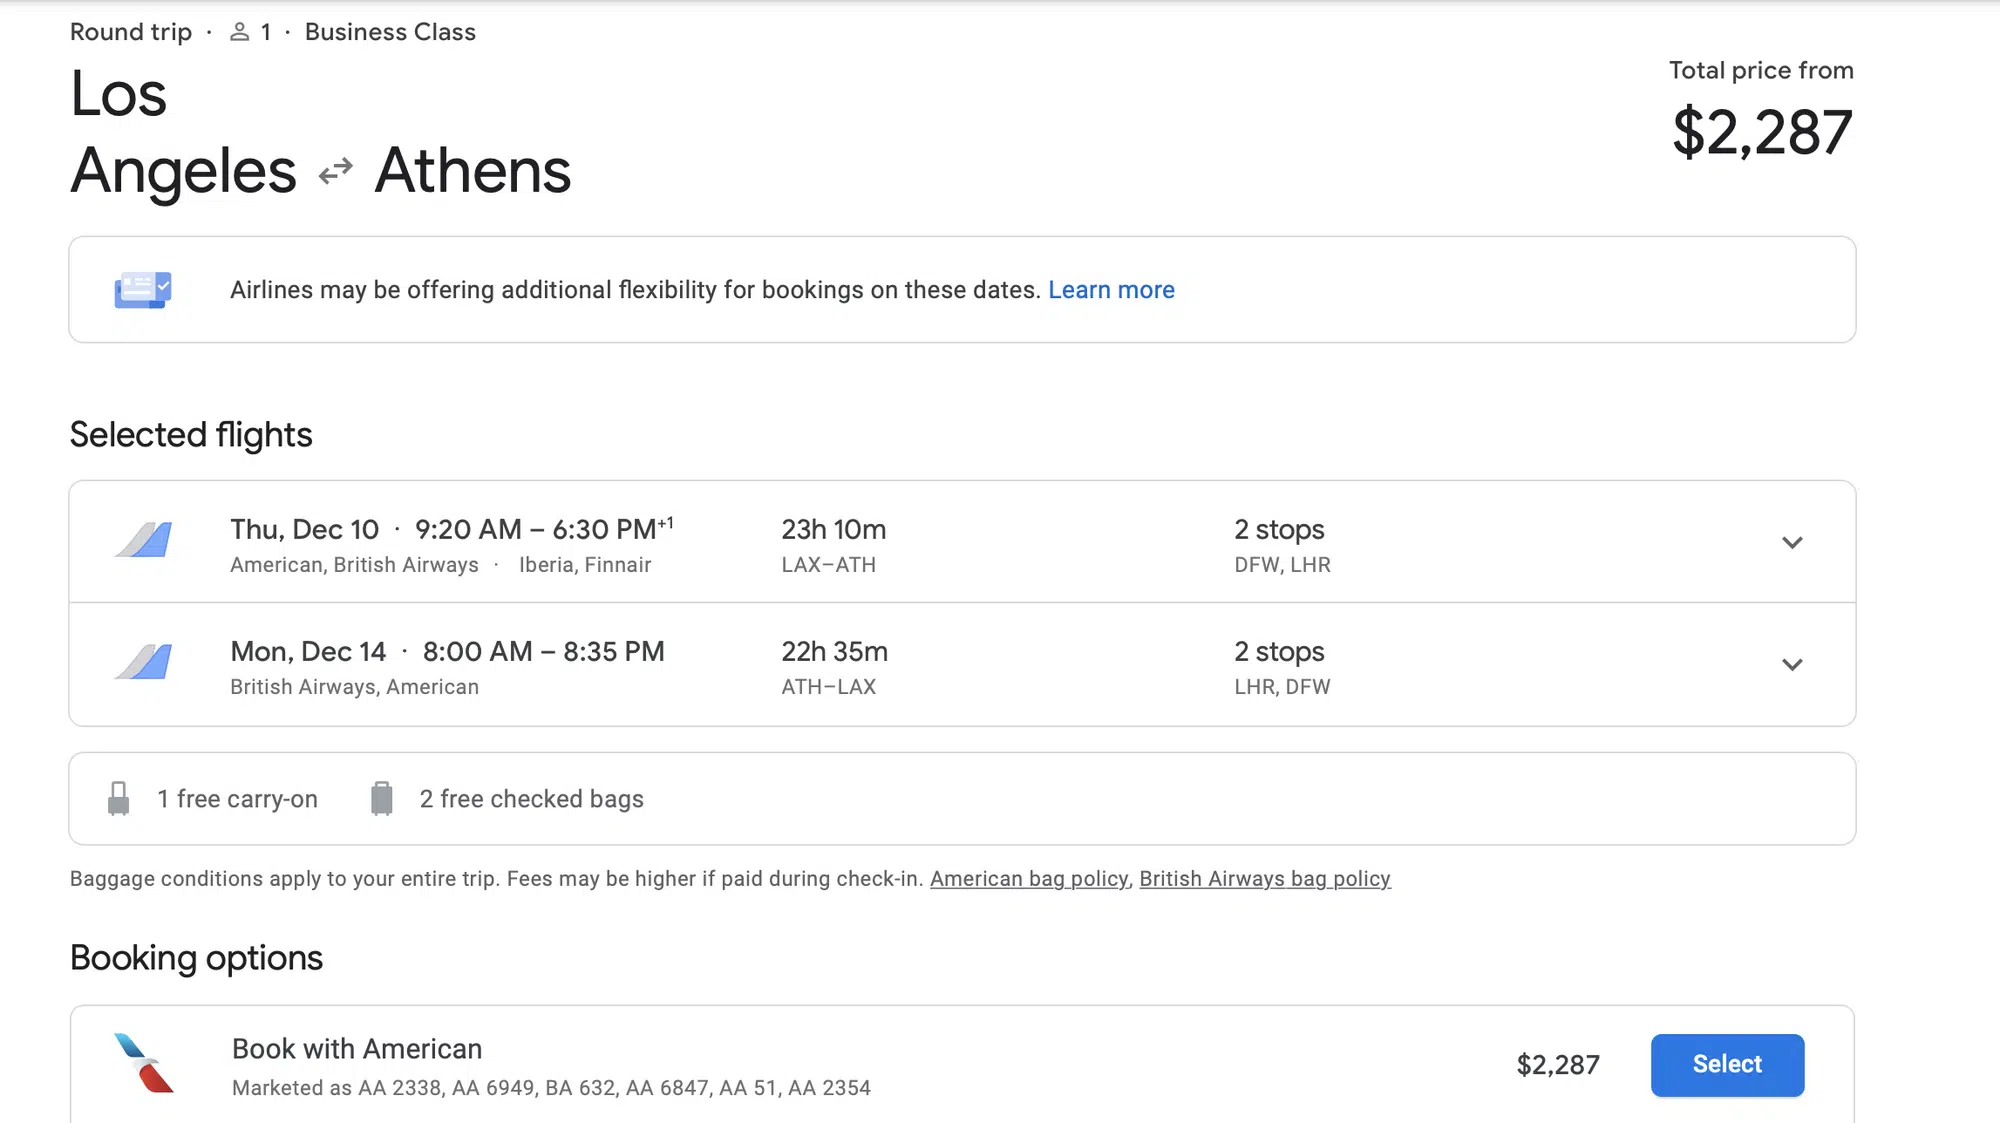 Round trip · 1 · Business Class
Total price from
Los
Angeles Athens
$2,287
Airlines may be offering additional flexibility for bookings on these dates. Learn more
Selected flights
Thu, Dec 10 · 9:20 AM – 6:30 PM+1 23h 10m 2 stops
American, British Airways · Iberia, Finnair LAX–ATH DFW, LHR
Mon, Dec 14 · 8:00 AM – 8:35 PM 22h 35m 2 stops
British Airways, American ATH–LAX LHR, DFW
1 free carry-on 2 free checked bags
Baggage conditions apply to your entire trip. Fees may be higher if paid during check-in. American bag policy, British Airways bag policy
Booking options
Book with American $2,287 Select
Marketed as AA 2338, AA 6949, BA 632, AA 6847, AA 51, AA 2354